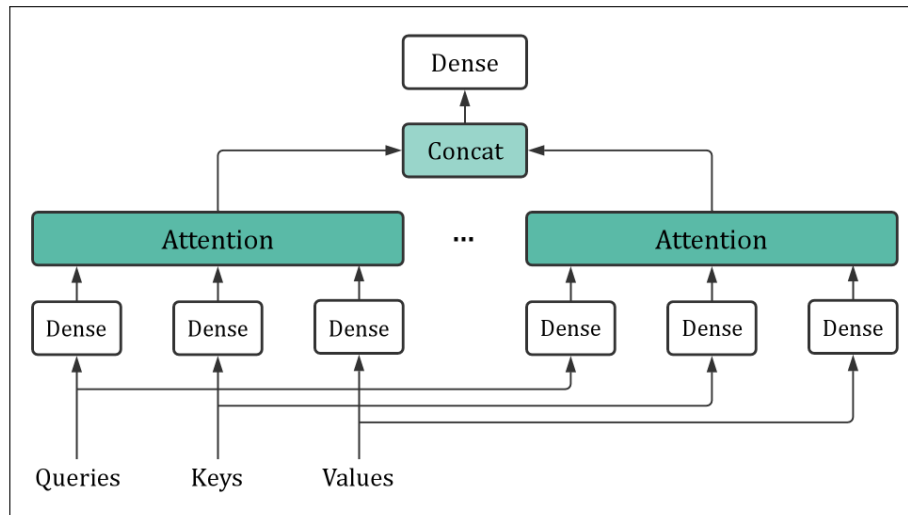 Dense
Concat
Attention ... Attention
Dense Dense Dense Dense Dense Dense
Queries Keys Values